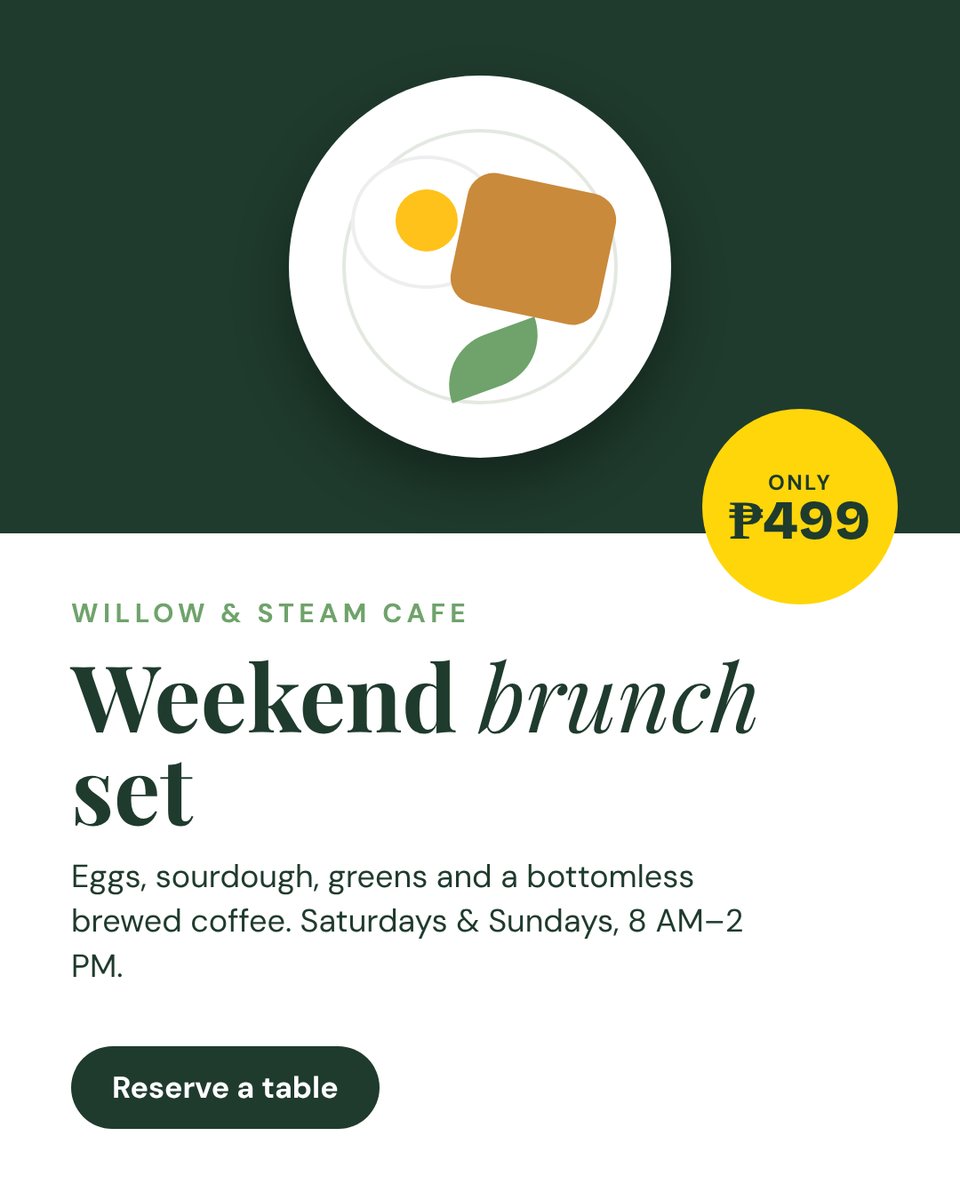 ONLY
₱499
WILLOW & STEAM CAFE
Weekend brunch
set
Eggs, sourdough, greens and a bottomless
brewed coffee. Saturdays & Sundays, 8 AM–2
PM.
Reserve a table